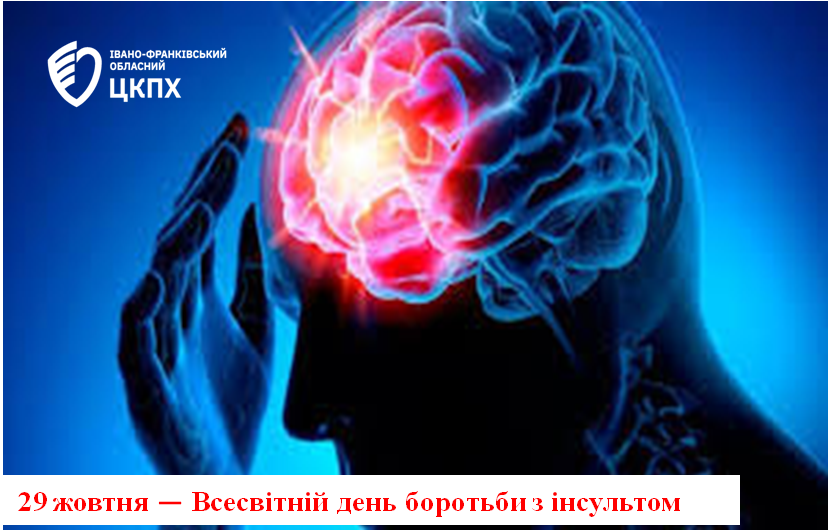 ІВАНО-ФРАНКІВСЬКИЙ
ОБЛАСНИЙ
ЦКПХ
29 жовтня — Всесвітній день боротьби з інсультом